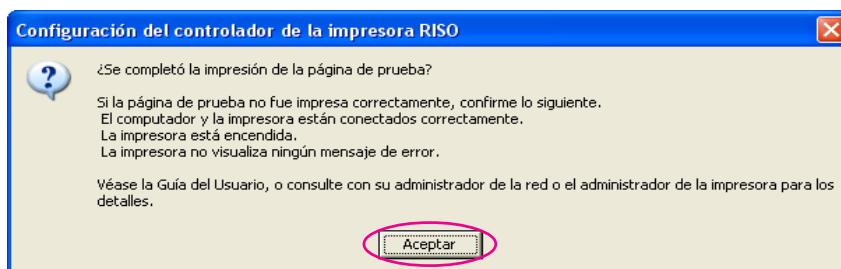 Configuración del controlador de la impresora RISO
¿Se completó la impresión de la página de prueba?
Si la página de prueba no fue impresa correctamente, confirme lo siguiente.
El computador y la impresora están conectados correctamente.
La impresora está encendida.
La impresora no visualiza ningún mensaje de error.
Véase la Guía del Usuario, o consulte con su administrador de la red o el administrador de la impresora para los
detalles.
Aceptar